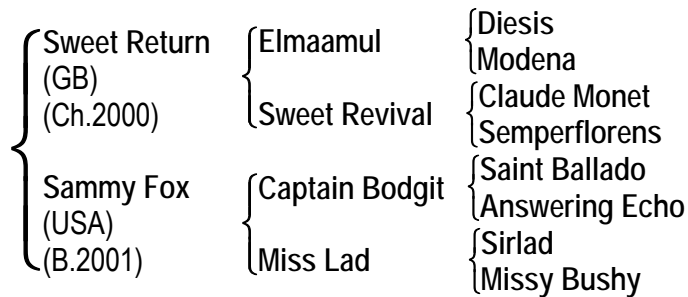 Sweet Return
(GB)
(Ch.2000)
Elmaamul
Diesis
Modena
Sweet Revival
Claude Monet
Semperflorens
Sammy Fox
(USA)
(B.2001)
Captain Bodgit
Saint Ballado
Answering Echo
Miss Lad
Sirlad
Missy Bushy